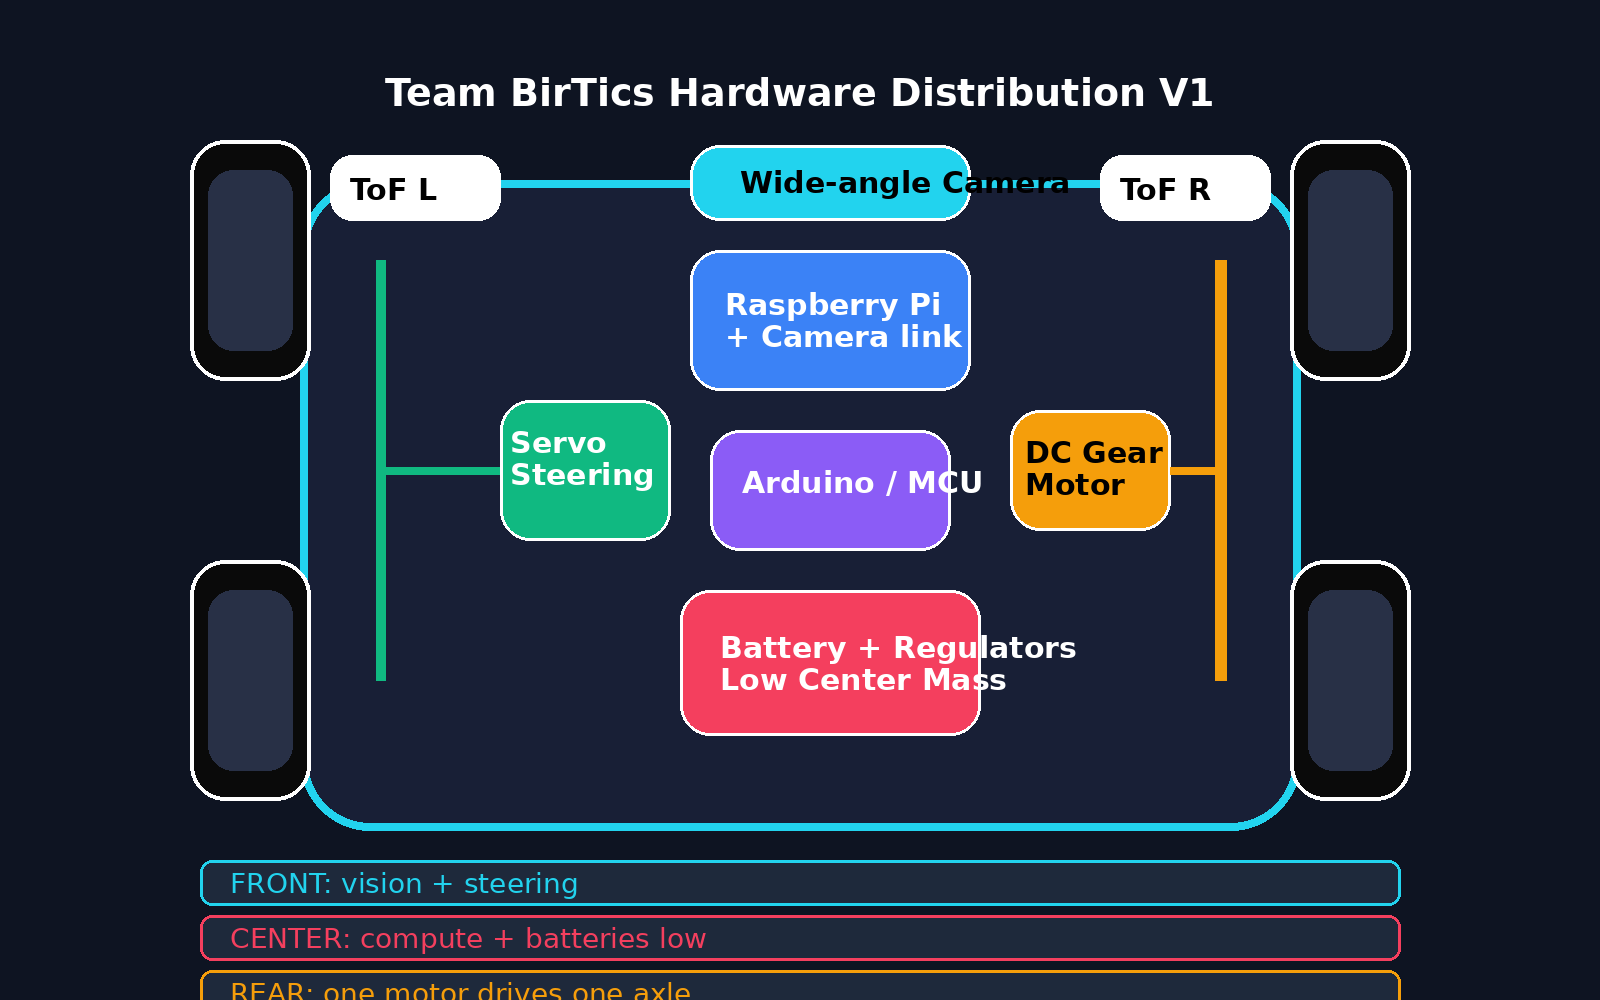 Team BirTics Hardware Distribution V1
ToF L
Wide-angle Camera
ToF R
Raspberry Pi
+ Camera link
Servo
Steering
Arduino / MCU
DC Gear
Motor
Battery + Regulators
Low Center Mass
FRONT: vision + steering
CENTER: compute + batteries low
REAR: one motor drives one axle